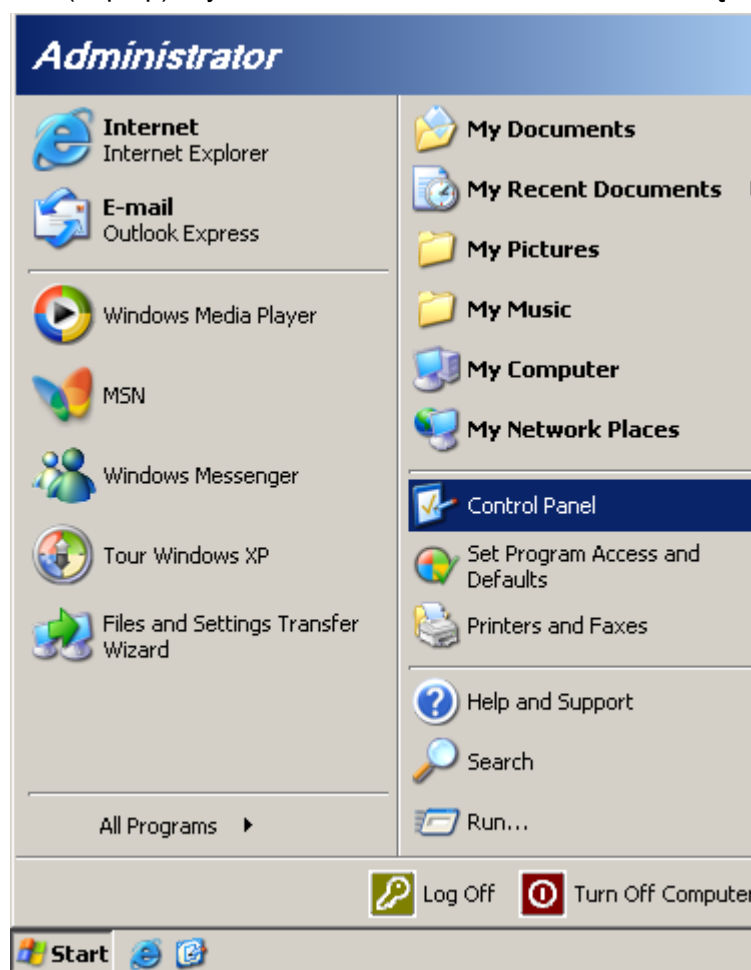 Administrator
Internet
Internet Explorer
E-mail
Outlook Express
Windows Media Player
MSN
Windows Messenger
Tour Windows XP
Files and Settings Transfer
Wizard
All Programs
My Documents
My Recent Documents
My Pictures
My Music
My Computer
My Network Places
Control Panel
Set Program Access and
Defaults
Printers and Faxes
Help and Support
Search
Run...
Log Off
Turn Off Computer
Start